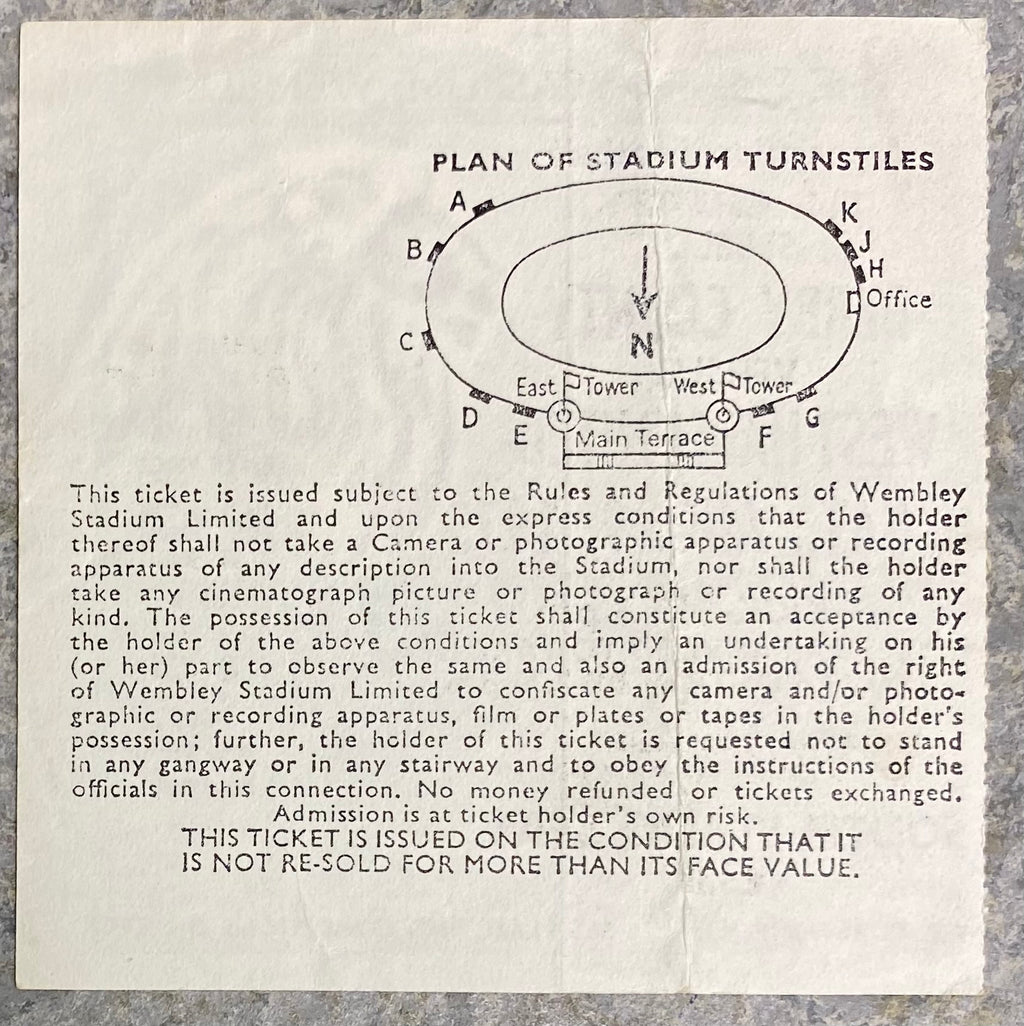 PLAN OF STADIUM TURNSTILES
A
K
B
J
H
Office
C
N
East Tower West Tower
D
E
F
G
Main Terrace
This ticket is issued subject to the Rules and Regulations of Wembley
Stadium Limited and upon the express conditions that the holder
thereof shall not take a Camera or photographic apparatus or recording
apparatus of any description into the Stadium, nor shall the holder
take any cinematograph picture or photograph or recording of any
kind. The possession of this ticket shall constitute an acceptance by
the holder of the above conditions and imply an undertaking on his
(or her) part to observe the same and also an admission of the right
of Wembley Stadium Limited to confiscate any camera and/or photo-
graphic or recording apparatus, film or plates or tapes in the holder's
possession; further, the holder of this ticket is requested not to stand
in any gangway or in any stairway and to obey the instructions of the
officials in this connection. No money refunded or tickets exchanged.
Admission is at ticket holder's own risk.
THIS TICKET IS ISSUED ON THE CONDITION THAT IT
IS NOT RE-SOLD FOR MORE THAN ITS FACE VALUE.